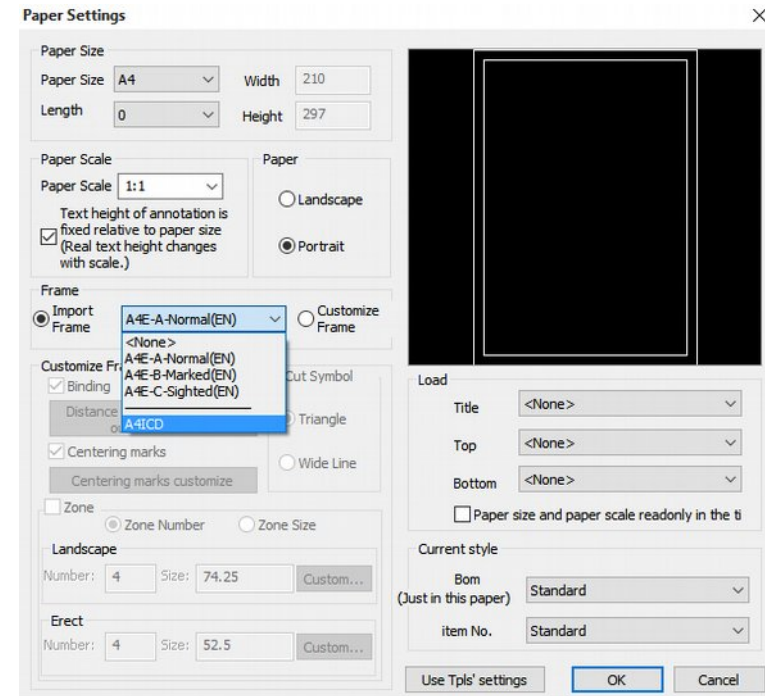 Paper Settings
Paper Size
Paper Size A4 Width 210
Length 0 Height 297
Paper Scale
Paper Scale 1:1
Text height of annotation is
fixed relative to paper size
(Real text height changes
with scale.)
Paper
Landscape
Portrait
Frame
Import
Frame
A4E-A-Normal(EN)
Customize
Frame
<None>
A4E-A-Normal(EN)
A4E-B-Marked(EN)
A4E-C-Sighted(EN)
A4ICD
Customize
Binding
Distance
Centering marks
Centering marks customize
Cut Symbol
Triangle
Wide Line
Zone
Zone Number Zone Size
Landscape
Number: 4 Size: 74.25 Custom...
Erect
Number: 4 Size: 52.5 Custom...
Load
Title <None>
Top <None>
Bottom <None>
Paper size and paper scale readonly in the ti
Current style
Bom
(Just in this paper)
Standard
item No. Standard
Use Tpls' settings OK Cancel